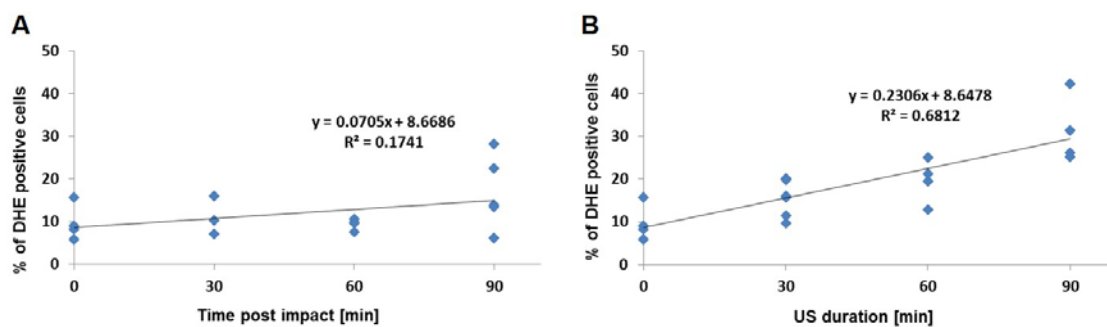 A
% of DHE positive cells
50
40
30
20
10
0
y = 0.0705x + 8.6686
R² = 0.1741
0 30 60 90
Time post impact [min]
B
% of DHE positive cells
50
40
30
20
10
0
y = 0.2306x + 8.6478
R² = 0.6812
0 30 60 90
US duration [min]